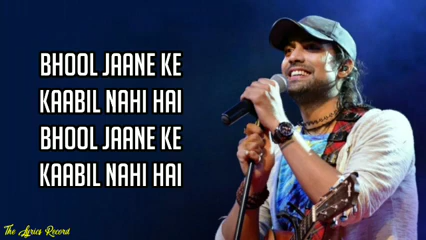 BHOOL JAANE KE
KAABIL NAHI HAI
BHOOL JAANE KE
KAABIL NAHI HAI
The Lyrics Record